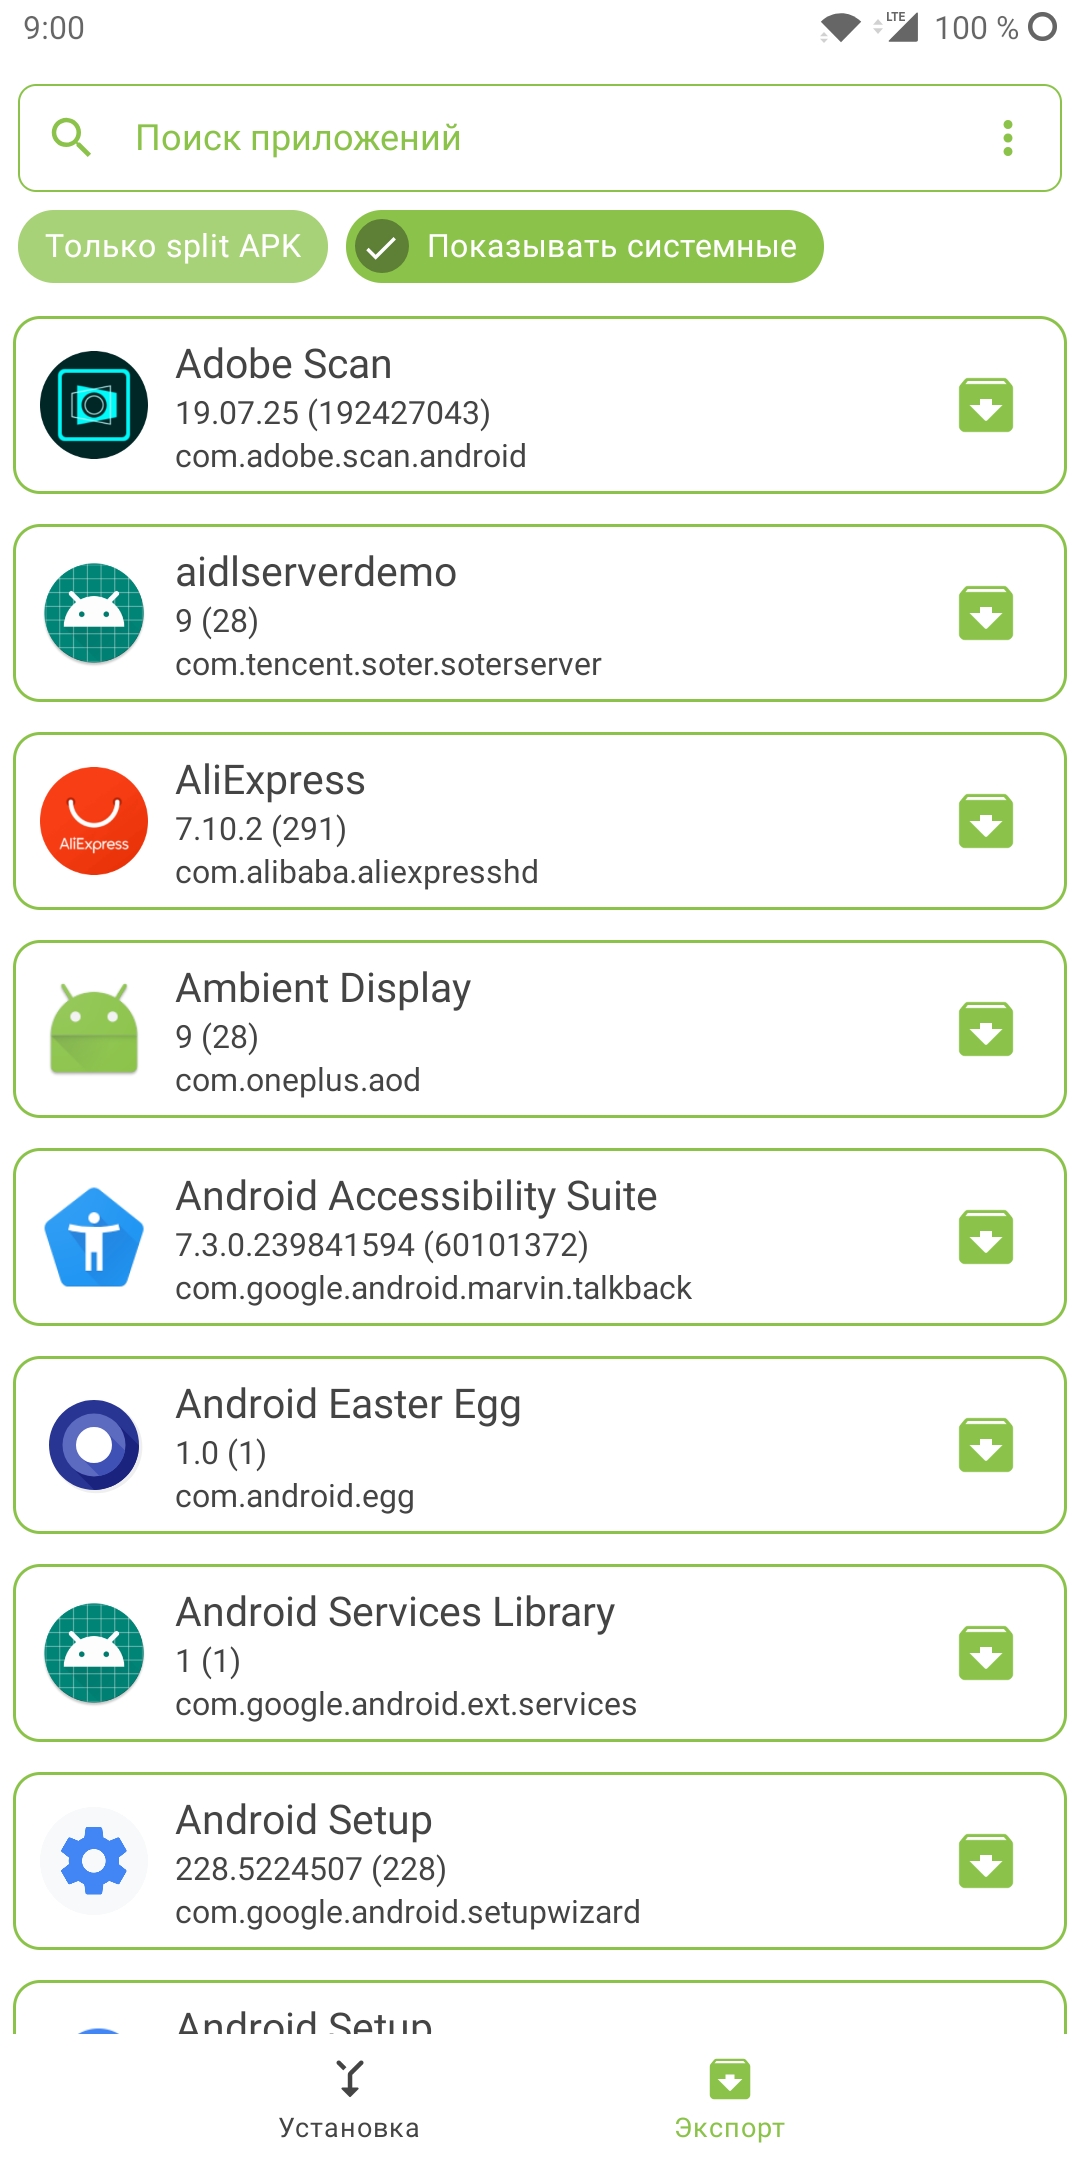 9:00
LTE
100 %
Поиск приложений
Только split APK
Показывать системные
Adobe Scan
19.07.25 (192427043)
com.adobe.scan.android
aidlserverdemo
9 (28)
com.tencent.soter.soterserver
AliExpress
AliExpress
7.10.2 (291)
com.alibaba.aliexpresshd
Ambient Display
9 (28)
com.oneplus.aod
Android Accessibility Suite
7.3.0.239841594 (60101372)
com.google.android.marvin.talkback
Android Easter Egg
1.0 (1)
com.android.egg
Android Services Library
1 (1)
com.google.android.ext.services
Android Setup
228.5224507 (228)
com.google.android.setupwizard
Android Setup
Установка
Экспорт